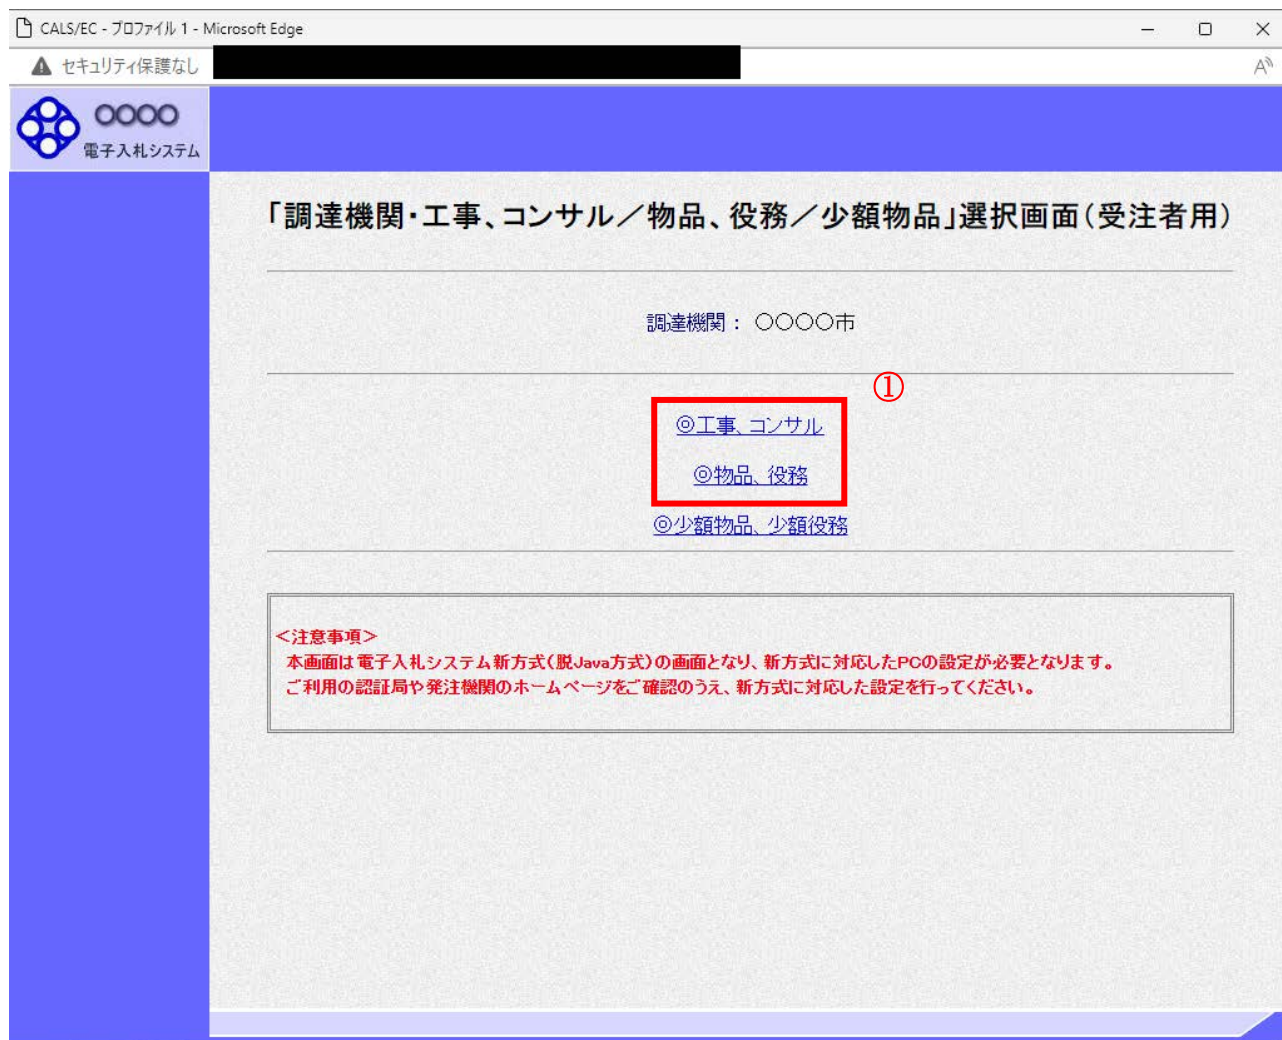 CALS/EC - プロファイル 1 - Microsoft Edge
セキュリティ保護なし
A
〇〇〇〇
電子入札システム
「調達機関・工事、コンサル／物品、役務／少額物品」選択画面（受注者用）
調達機関： 〇〇〇〇市
①
◎工事、コンサル
◎物品、役務
◎少額物品、少額役務
＜注意事項＞
本画面は電子入札システム新方式（脱Java方式）の画面となり、新方式に対応したPCの設定が必要となります。
ご利用の認証局や発注機関のホームページをご確認のうえ、新方式に対応した設定を行ってください。